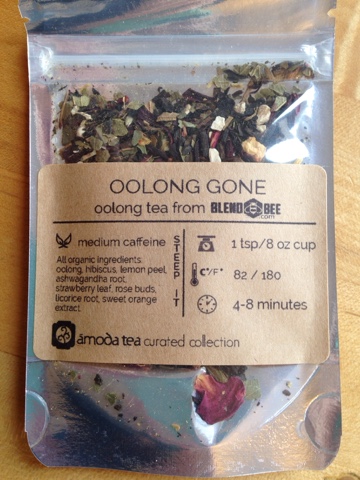 OOLONG GONE
oolong tea from BLEND BEE .com
medium caffeine
All organic ingredients:
oolong, hibiscus, lemon peel,
ashwagandha root,
strawberry leaf, rose buds,
licorice root, sweet orange
extract
STEEP IT
1 tsp/8 oz cup
C°/F° 82 / 180
4-8 minutes
āmoda tea curated collection